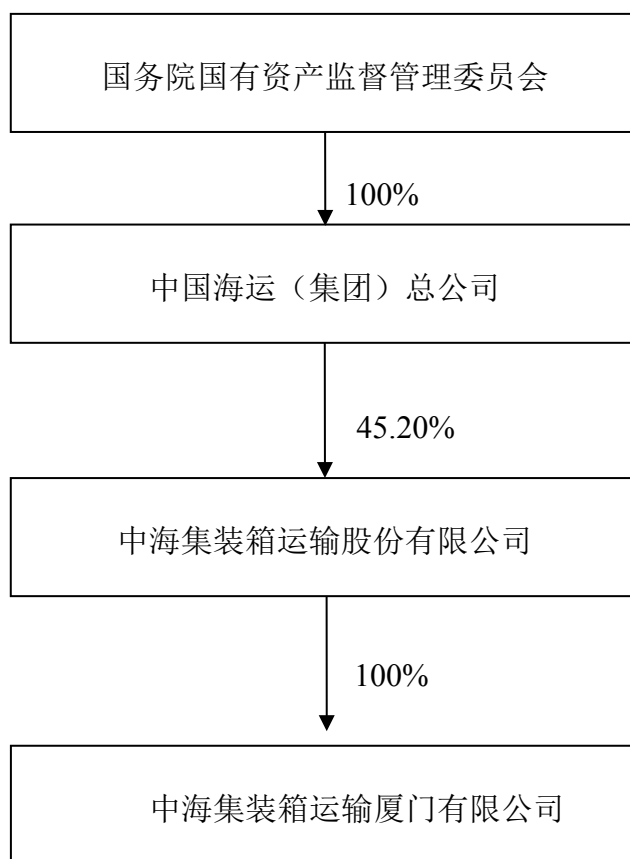 国务院国有资产监督管理委员会
100%
中国海运（集团）总公司
45.20%
中海集装箱运输股份有限公司
100%
中海集装箱运输厦门有限公司